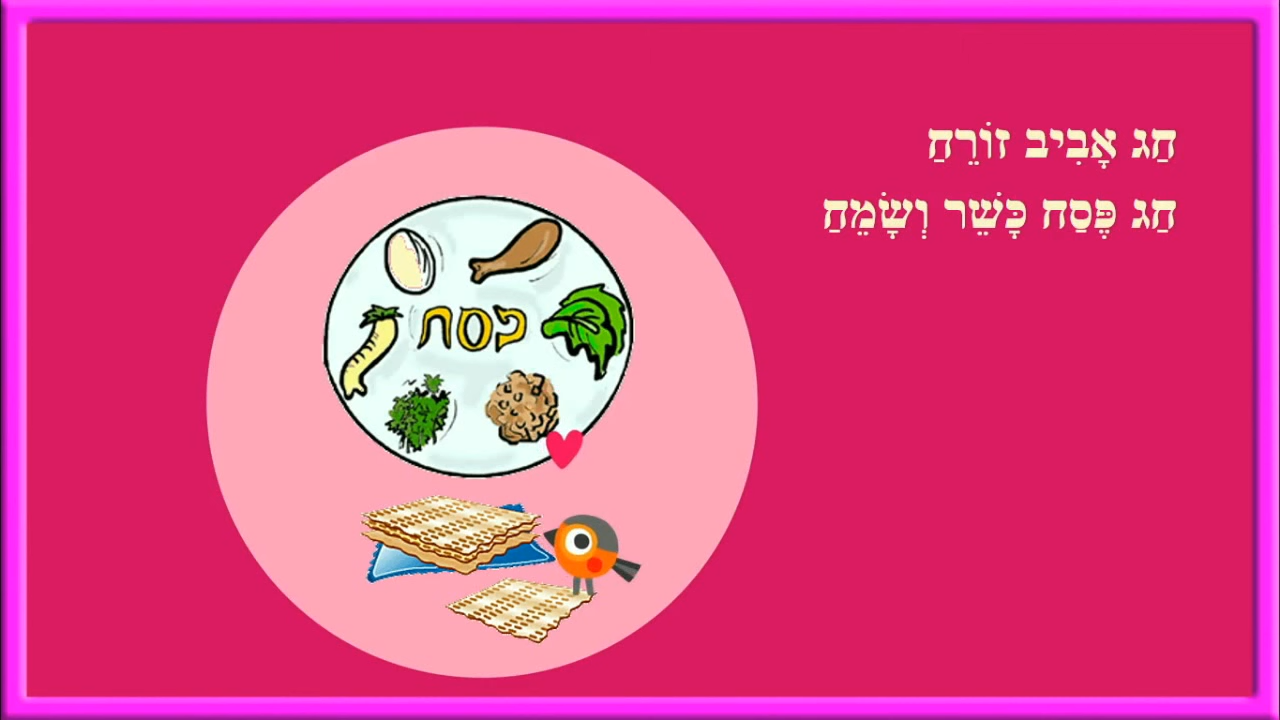 חַג אָבִיב זוֹרֵחַ
חַג פֶּסַח כָּשֵׁר וְשָׂמֵחַ
פסח